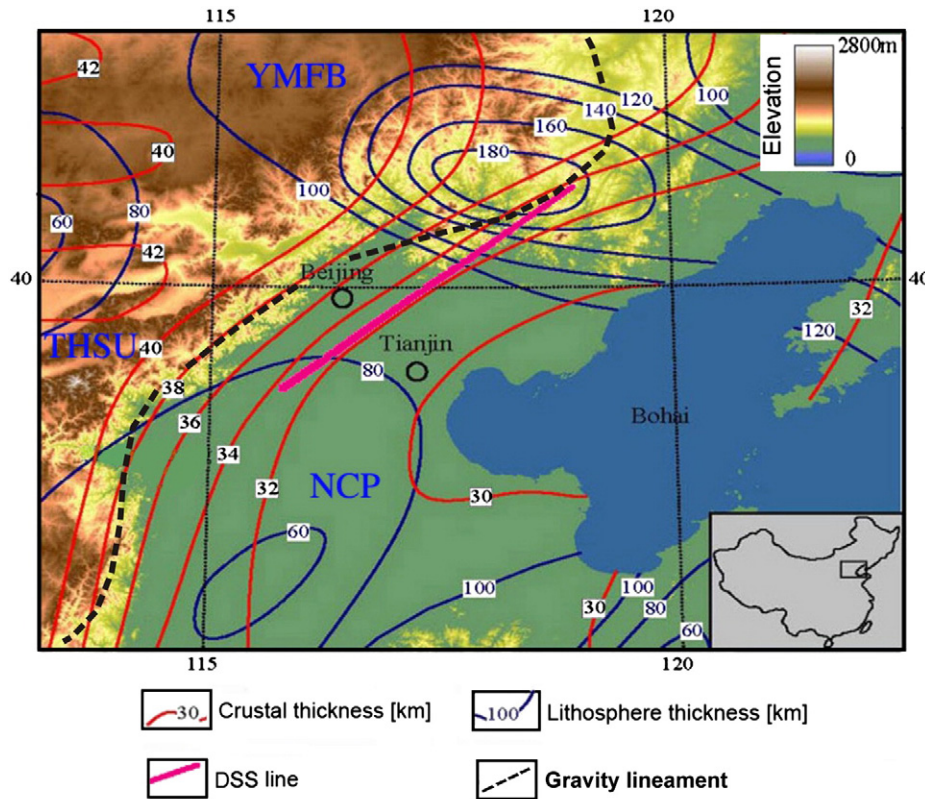 115 120
42
YMFB
100
120
140
160
180
2800m
Elevation
0
40
100
60 80
42
40 40
Beijing
32
120
THSU
40
Tianjin
80
38
Bohai
36
34
NCP
32
30
60
100
100
30 80
60
115 120
30 Crustal thickness [km] 100 Lithosphere thickness [km]
DSS line Gravity lineament